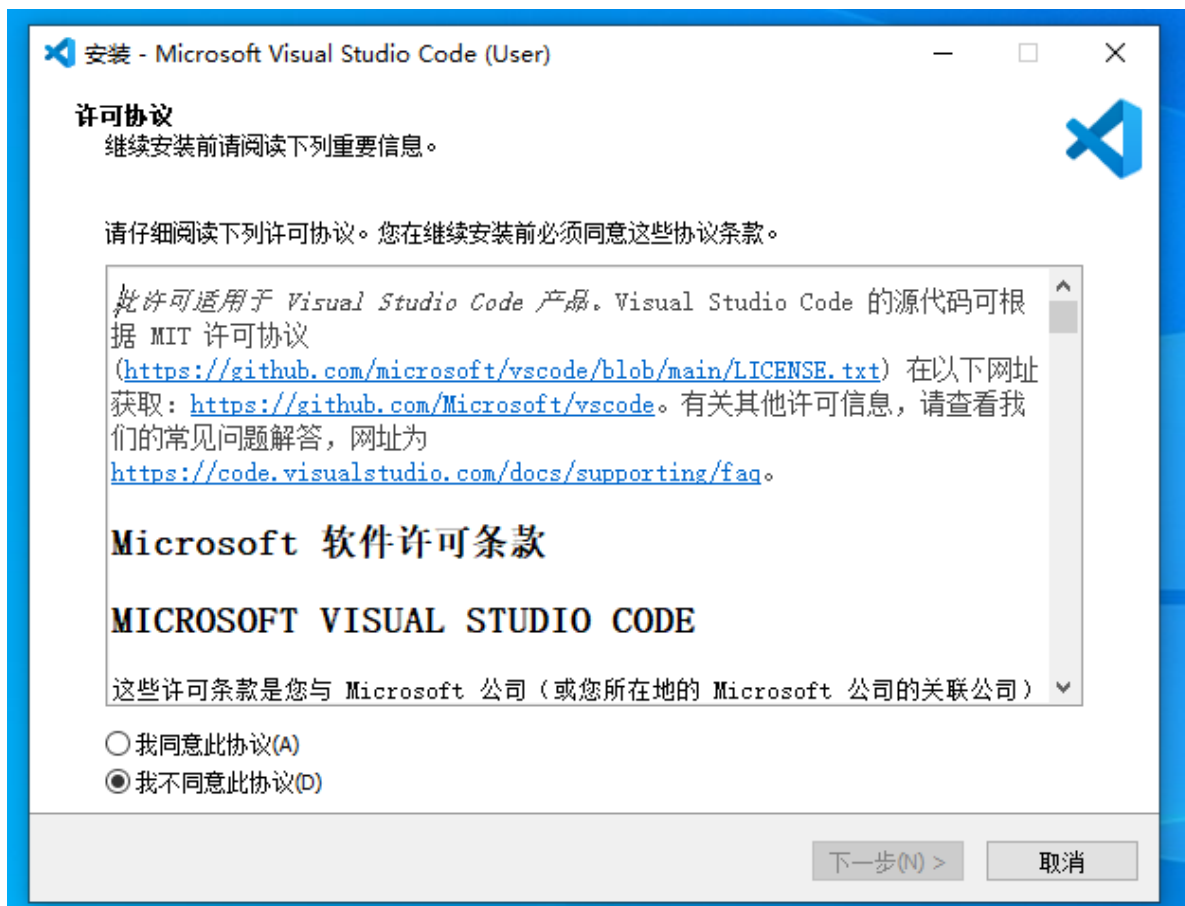 安装 - Microsoft Visual Studio Code (User)
许可协议
继续安装前请阅读下列重要信息。
请仔细阅读下列许可协议。您在继续安装前必须同意这些协议条款。
此许可适用于 Visual Studio Code 产品。Visual Studio Code 的源代码可根
据 MIT 许可协议
(https://github.com/microsoft/vscode/blob/main/LICENSE.txt) 在以下网址
获取：https://github.com/Microsoft/vscode。有关其他许可信息，请查看我
们的常见问题解答，网址为
https://code.visualstudio.com/docs/supporting/faq。
Microsoft 软件许可条款
MICROSOFT VISUAL STUDIO CODE
这些许可条款是您与 Microsoft 公司（或您所在地的 Microsoft 公司的关联公司）
我同意此协议(A)
我不同意此协议(D)
下一步(N) >
取消